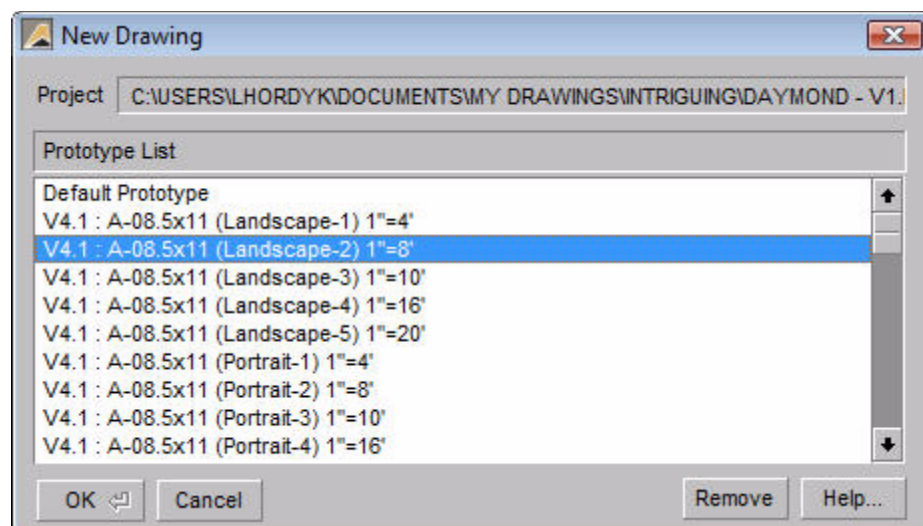 New Drawing
Project C:\USERS\LHORDYK\DOCUMENTS\MY DRAWINGS\INTRIGUING\DAYMOND - V1.
Prototype List
Default Prototype
V4.1 : A-08.5x11 (Landscape-1) 1"=4'
V4.1 : A-08.5x11 (Landscape-2) 1"=8'
V4.1 : A-08.5x11 (Landscape-3) 1"=10'
V4.1 : A-08.5x11 (Landscape-4) 1"=16'
V4.1 : A-08.5x11 (Landscape-5) 1"=20'
V4.1 : A-08.5x11 (Portrait-1) 1"=4'
V4.1 : A-08.5x11 (Portrait-2) 1"=8'
V4.1 : A-08.5x11 (Portrait-3) 1"=10'
V4.1 : A-08.5x11 (Portrait-4) 1"=16'
OK Cancel Remove Help...